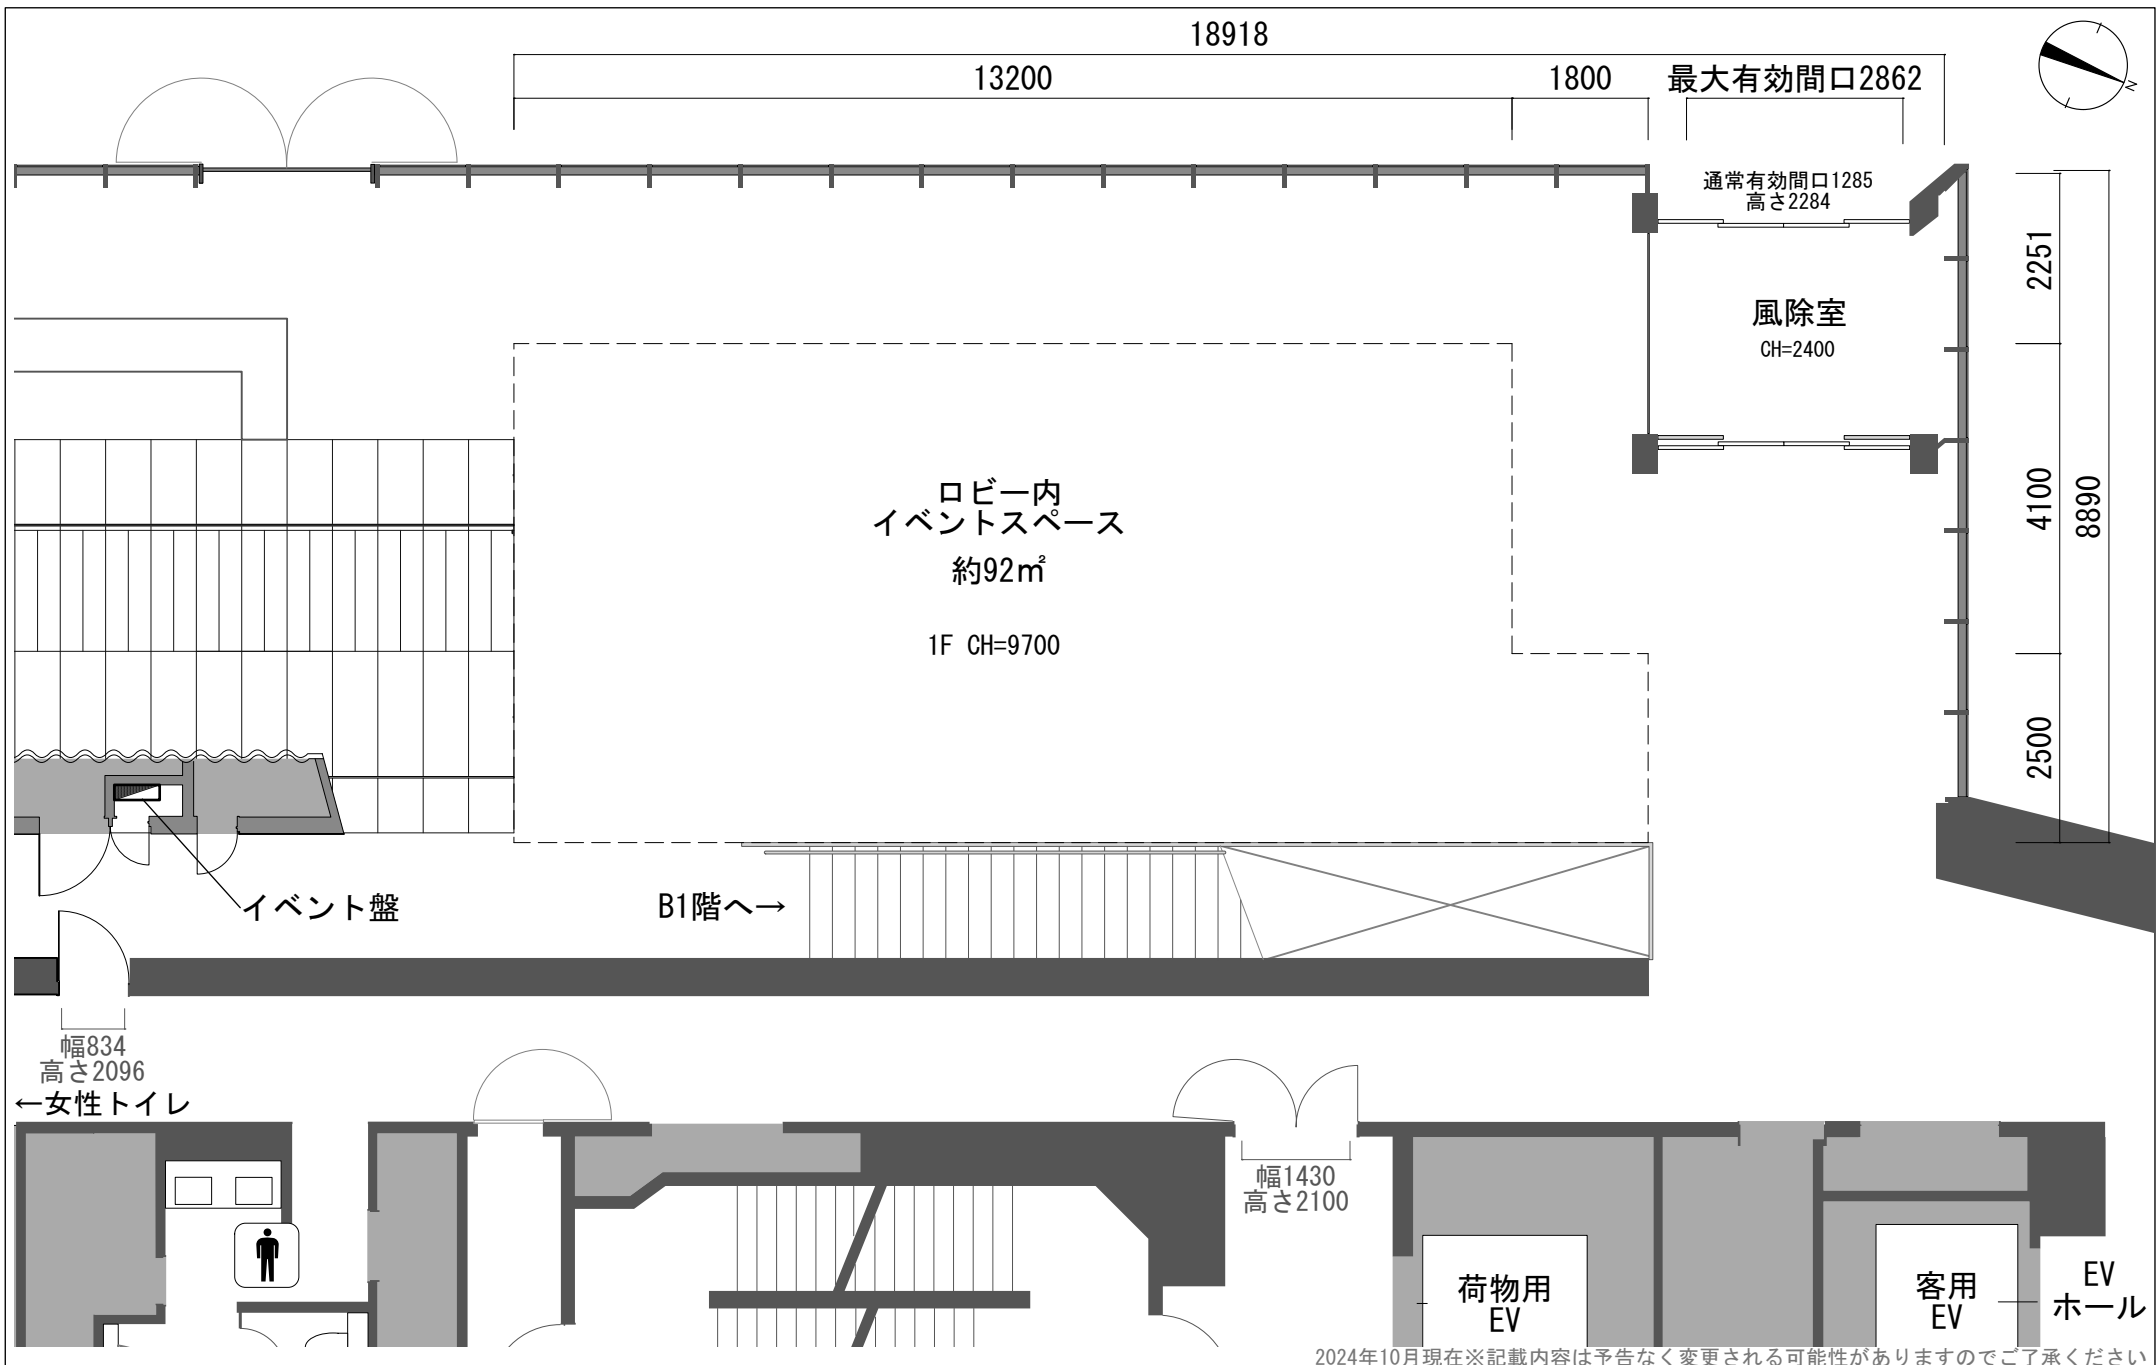 18918
13200
1800
最大有効間口2862
N
通常有効間口1285
高さ2284
2251
風除室
CH=2400
4100
8890
ロビー内
イベントスペース
約92㎡
1F CH=9700
2500
イベント盤
B1階へ→
幅834
高さ2096
←女性トイレ
幅1430
高さ2100
荷物用
EV
客用
EV
EV
ホール
2024年10月現在※記載内容は予告なく変更される可能性がありますのでご了承ください